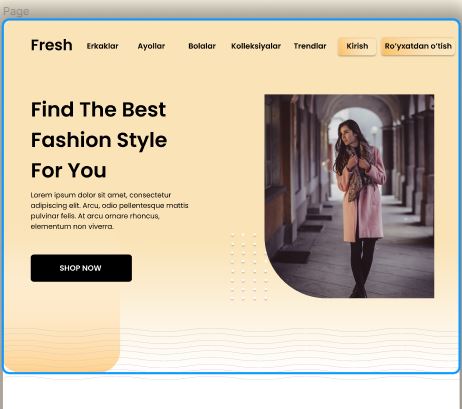 Page
Fresh Erkaklar Ayollar Bolalar Kolleksiyalar Trendlar Kirish Ro'yxatdan o'tish
Find The Best
Fashion Style
For You
Lorem ipsum dolor sit amet, consectetur
adipiscing elit. Arcu, odio pellentesque mattis
pulvinar felis. At arcu ornare rhoncus,
elementum non viverra.
SHOP NOW